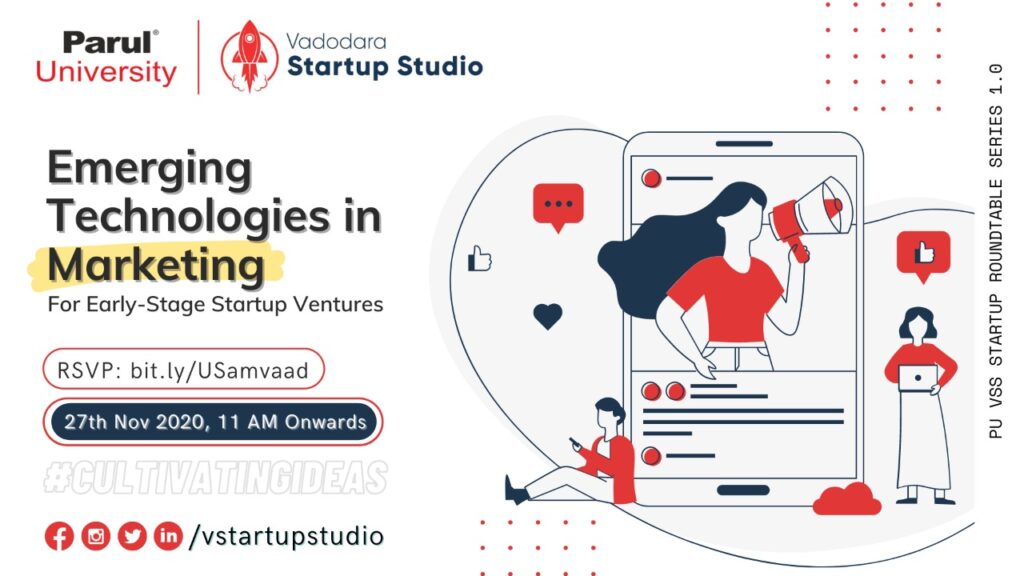 Parul®
University
Vadodara
Startup Studio
Emerging
Technologies in
Marketing
For Early-Stage Startup Ventures
RSVP: bit.ly/USamvaad
27th Nov 2020, 11 AM Onwards
#CULTIVATINGIDEAS
/vstartupstudio
PU VSS STARTUP ROUNDTABLE SERIES 1.0